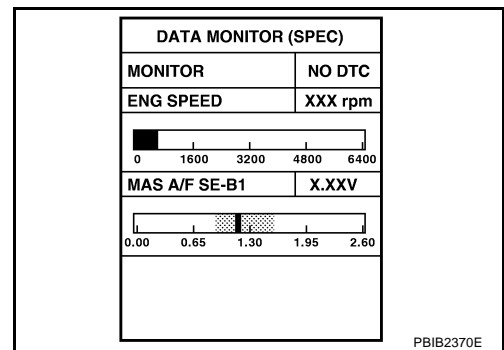 DATA MONITOR (SPEC)
MONITOR NO DTC
ENG SPEED XXX rpm
0 1600 3200 4800 6400
MAS A/F SE-B1 X.XXV
0.00 0.65 1.30 1.95 2.60
PBIB2370E